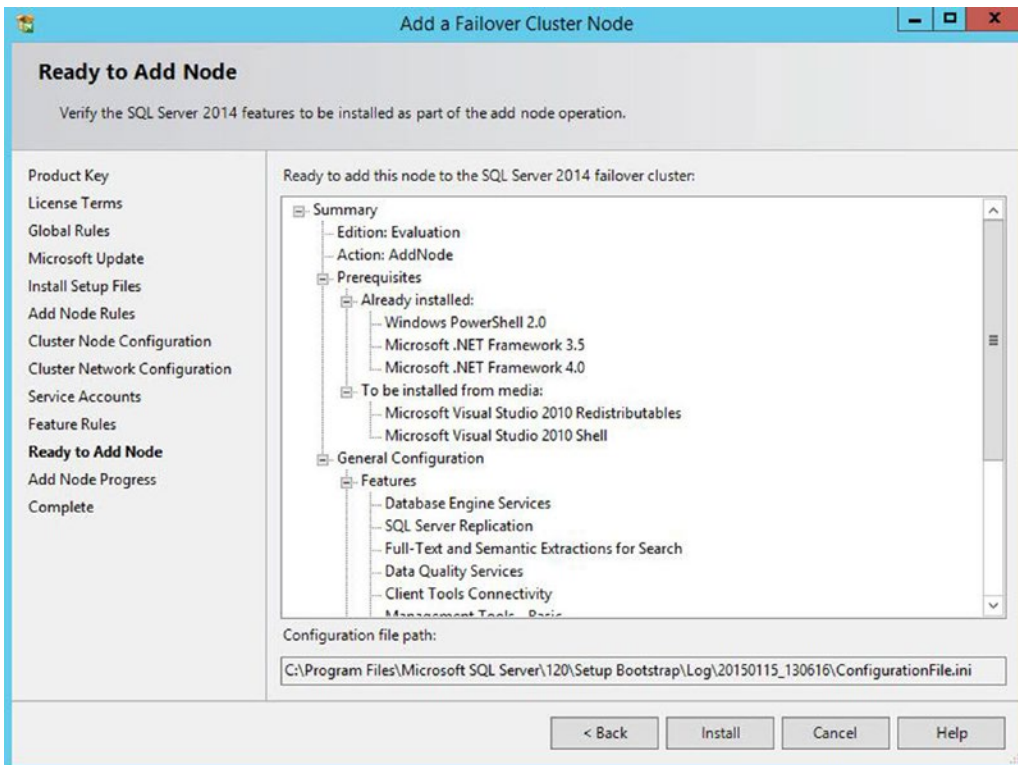 Add a Failover Cluster Node
Ready to Add Node
Verify the SQL Server 2014 features to be installed as part of the add node operation.
Product Key
License Terms
Global Rules
Microsoft Update
Install Setup Files
Add Node Rules
Cluster Node Configuration
Cluster Network Configuration
Service Accounts
Feature Rules
Ready to Add Node
Add Node Progress
Complete
Ready to add this node to the SQL Server 2014 failover cluster:
Summary
Edition: Evaluation
Action: AddNode
Prerequisites
Already installed:
Windows PowerShell 2.0
Microsoft .NET Framework 3.5
Microsoft .NET Framework 4.0
To be installed from media:
Microsoft Visual Studio 2010 Redistributables
Microsoft Visual Studio 2010 Shell
General Configuration
Features
Database Engine Services
SQL Server Replication
Full-Text and Semantic Extractions for Search
Data Quality Services
Client Tools Connectivity
Management Tools - Basic
Configuration file path:
C:\Program Files\Microsoft SQL Server\120\Setup Bootstrap\Log\20150115_130616\ConfigurationFile.ini
< Back
Install
Cancel
Help